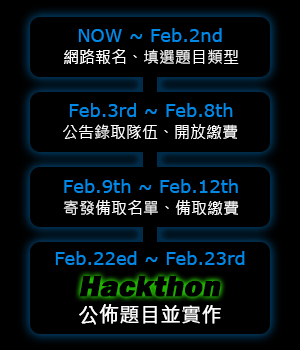 NOW ~ Feb.2nd
網路報名、填選題目類型
Feb.3rd ~ Feb.8th
公告錄取隊伍、開放繳費
Feb.9th ~ Feb.12th
寄發備取名單、備取繳費
Feb.22ed ~ Feb.23rd
Hackthon
公佈題目並實作